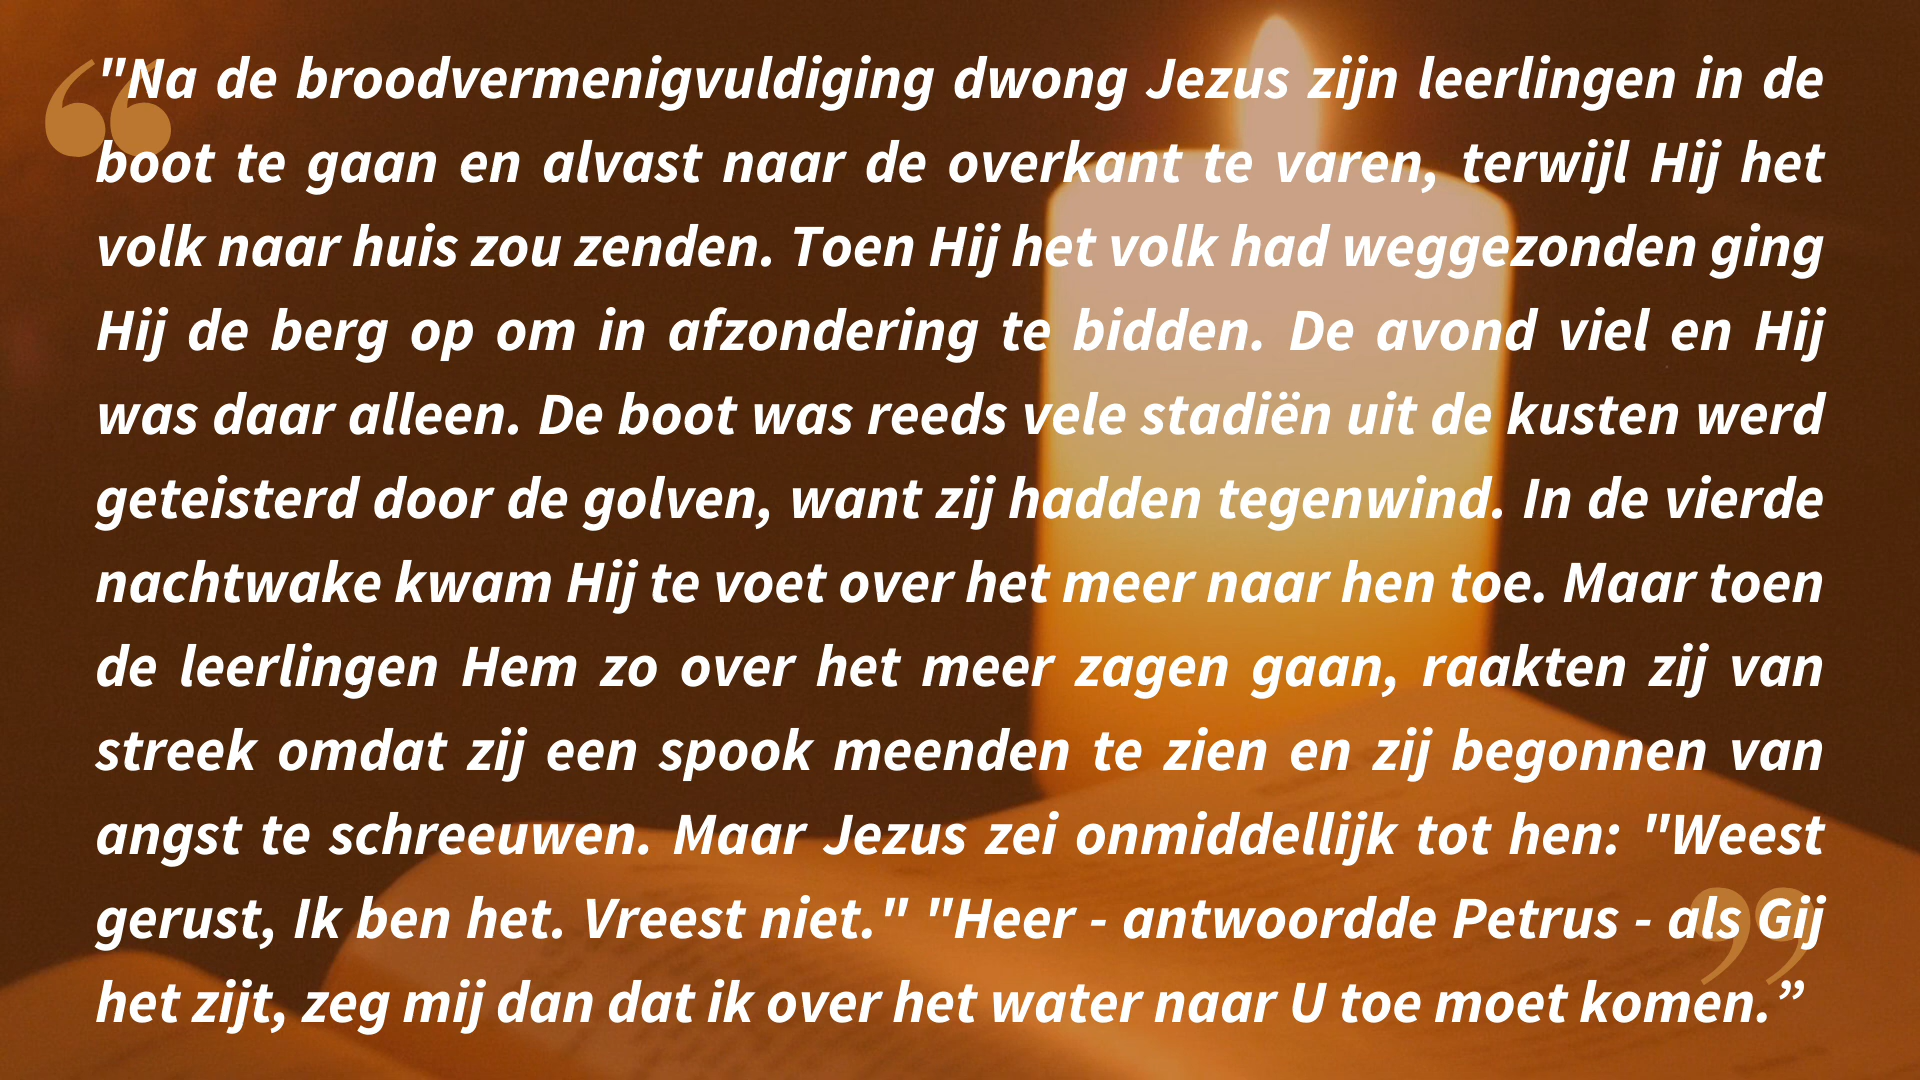 "Na de broodvermenigvuldiging dwong Jezus zijn leerlingen in de
boot te gaan en alvast naar de overkant te varen, terwijl Hij het
volk naar huis zou zenden. Toen Hij het volk had weggezonden ging
Hij de berg op om in afzondering te bidden. De avond viel en Hij
was daar alleen. De boot was reeds vele stadiën uit de kusten werd
geteisterd door de golven, want zij hadden tegenwind. In de vierde
nachtwake kwam Hij te voet over het meer naar hen toe. Maar toen
de leerlingen Hem zo over het meer zagen gaan, raakten zij van
streek omdat zij een spook meenden te zien en zij begonnen van
angst te schreeuwen. Maar Jezus zei onmiddellijk tot hen: "Weest
gerust, Ik ben het. Vreest niet." "Heer - antwoordde Petrus - als Gij
het zijt, zeg mij dan dat ik over het water naar U toe moet komen.”